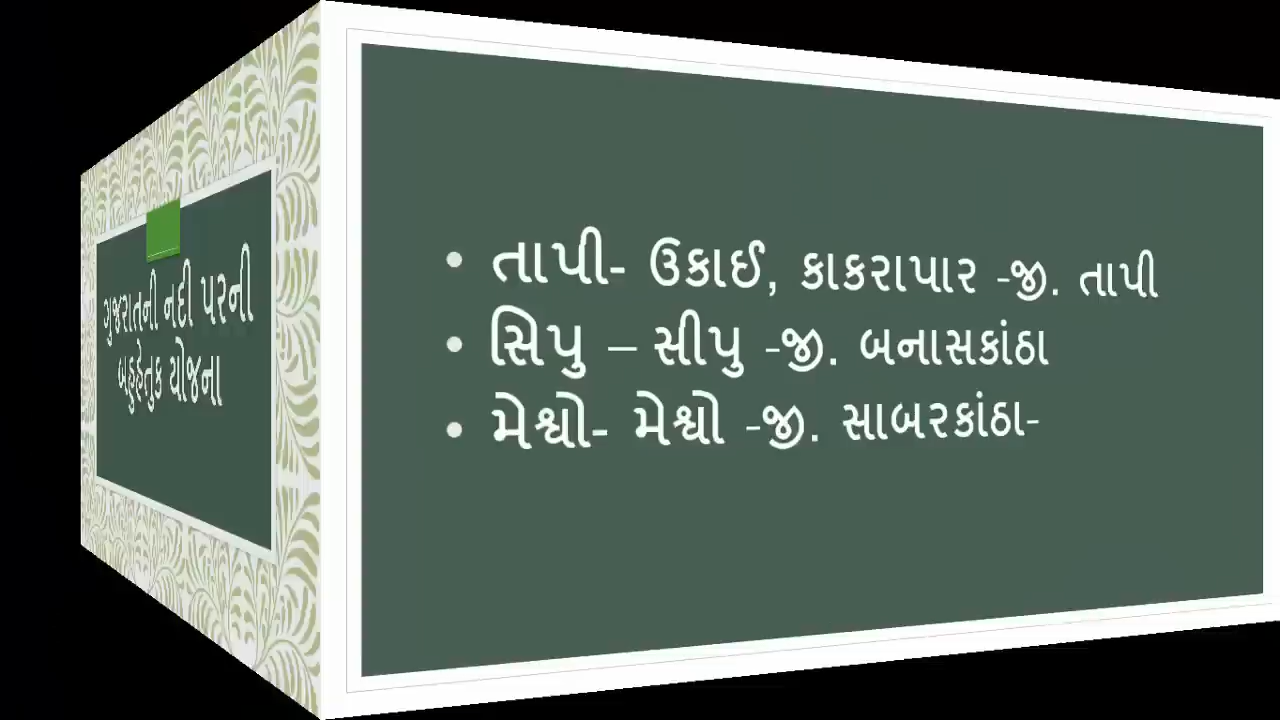 ગુજરાતની નદી પરની
બહુહેતુક યોજના
• તાપી- ઉકાઈ, કાકરાપાર -જી. તાપી
• સિપુ – સીપુ -જી. બનાસકાંઠા
• મેશ્વો- મેશ્વો -જી. સાબરકાંઠા-